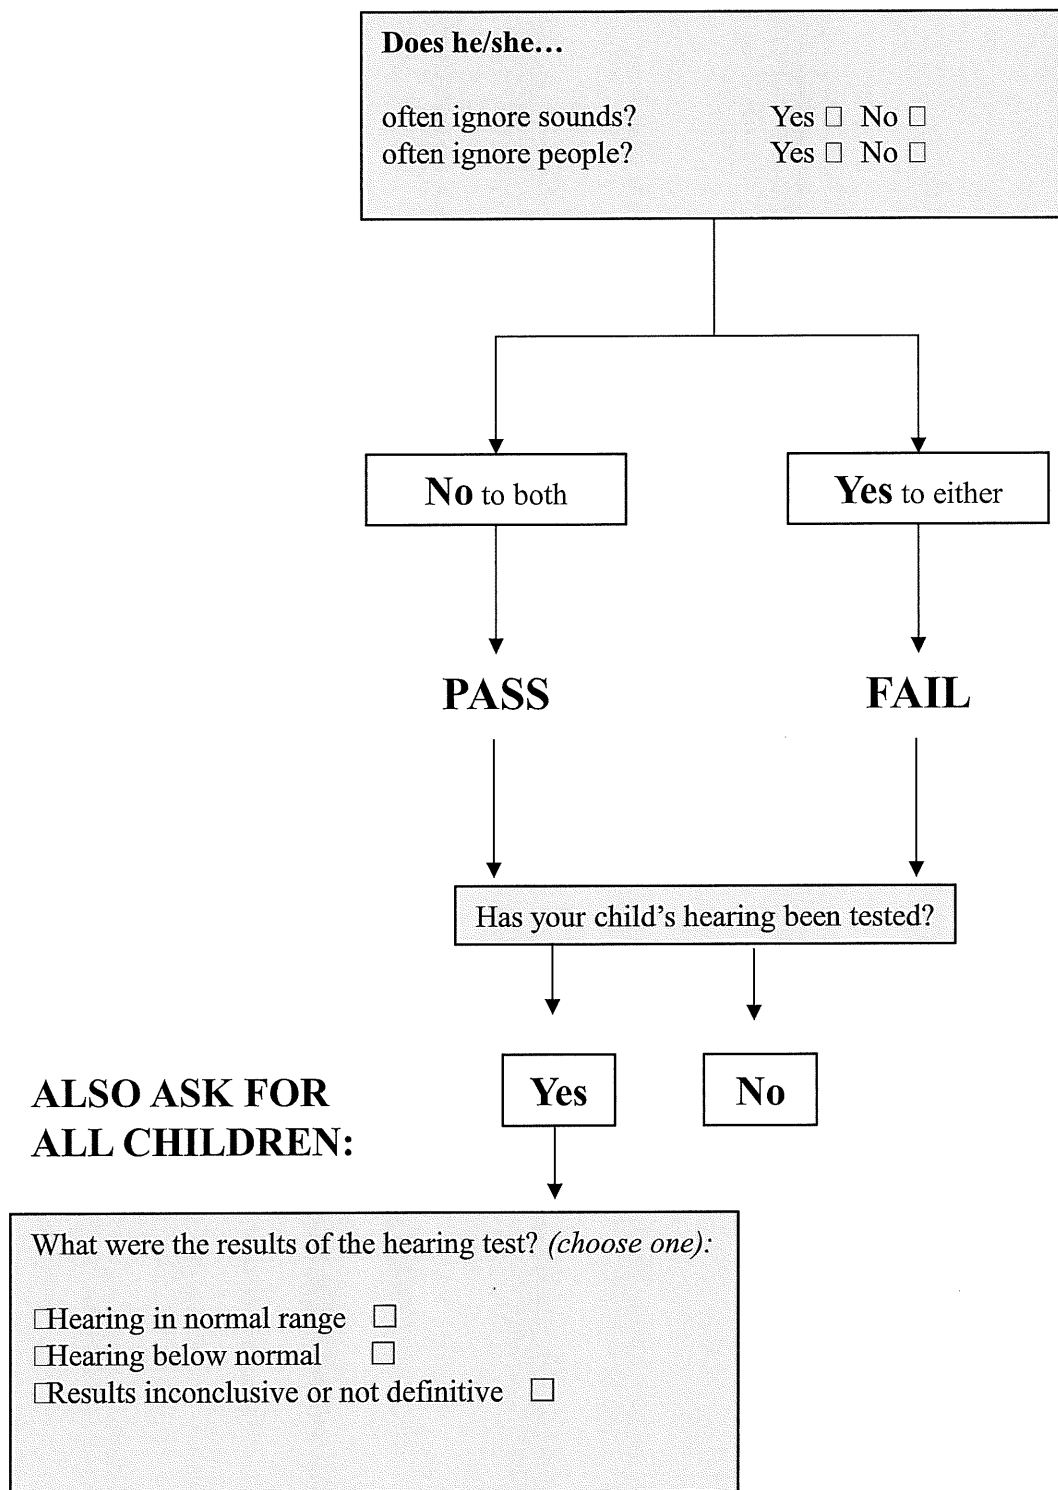 Does he/she…
often ignore sounds? Yes □ No □
often ignore people? Yes □ No □
No to both
Yes to either
PASS
FAIL
Has your child's hearing been tested?
Yes
No
ALSO ASK FOR
ALL CHILDREN:
What were the results of the hearing test? (choose one):
□Hearing in normal range □
□Hearing below normal □
□Results inconclusive or not definitive □